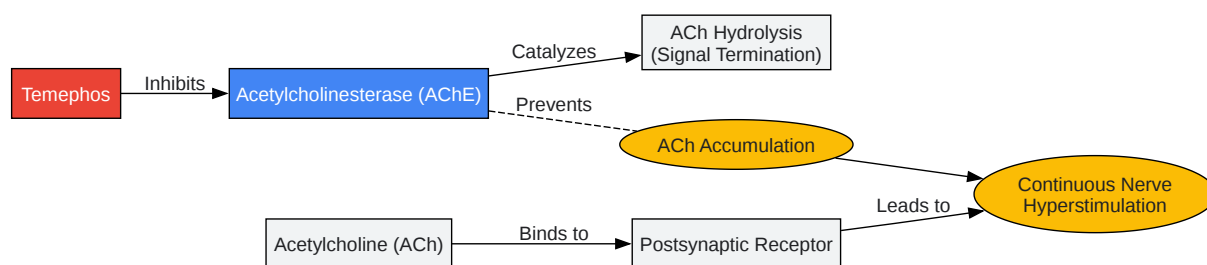 Temephos
Inhibits
Acetylcholinesterase (AChE)
Catalyzes
ACh Hydrolysis
(Signal Termination)
Prevents
ACh Accumulation
Continuous Nerve
Hyperstimulation
Acetylcholine (ACh)
Binds to
Postsynaptic Receptor
Leads to